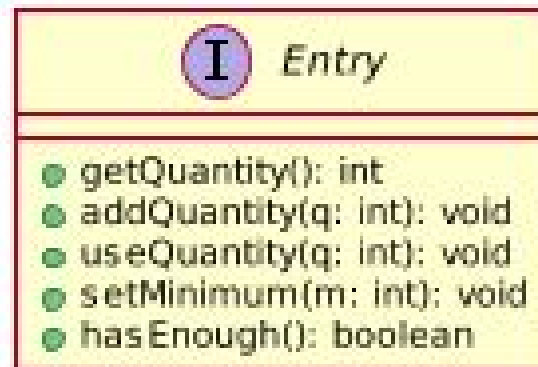 I Entry
getQuantity(): int
addQuantity(q: int): void
useQuantity(q: int): void
setMinimum(m: int): void
hasEnough(): boolean